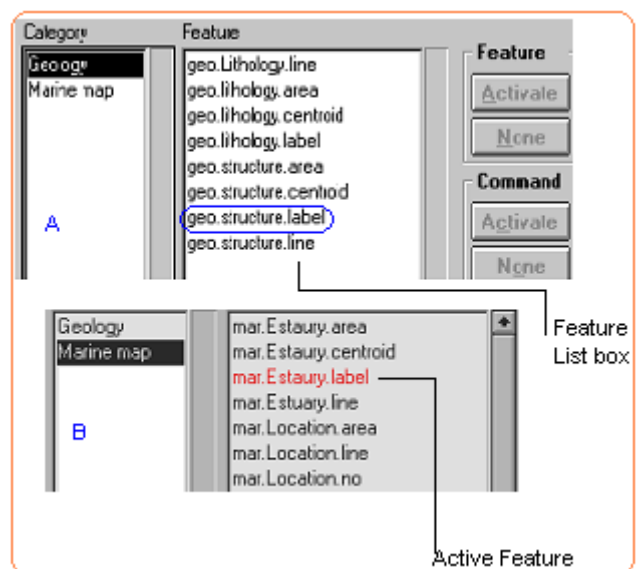 Category Feature
Geology
Marine map
geo.Lithology.line
geo.lihology.area
geo.lihology.centroid
geo.lihology.label
geo.structure.area
geo.structure.centroid
geo.structure.label
geo.structure.line
A
Feature
Activate
None
Command
Activate
None
Feature
List box
Geology
Marine map
B
mar.Estaury.area
mar.Estaury.centroid
mar.Estaury.label
mar.Estuary.line
mar.Location.area
mar.Location.line
mar.Location.no
Active Feature